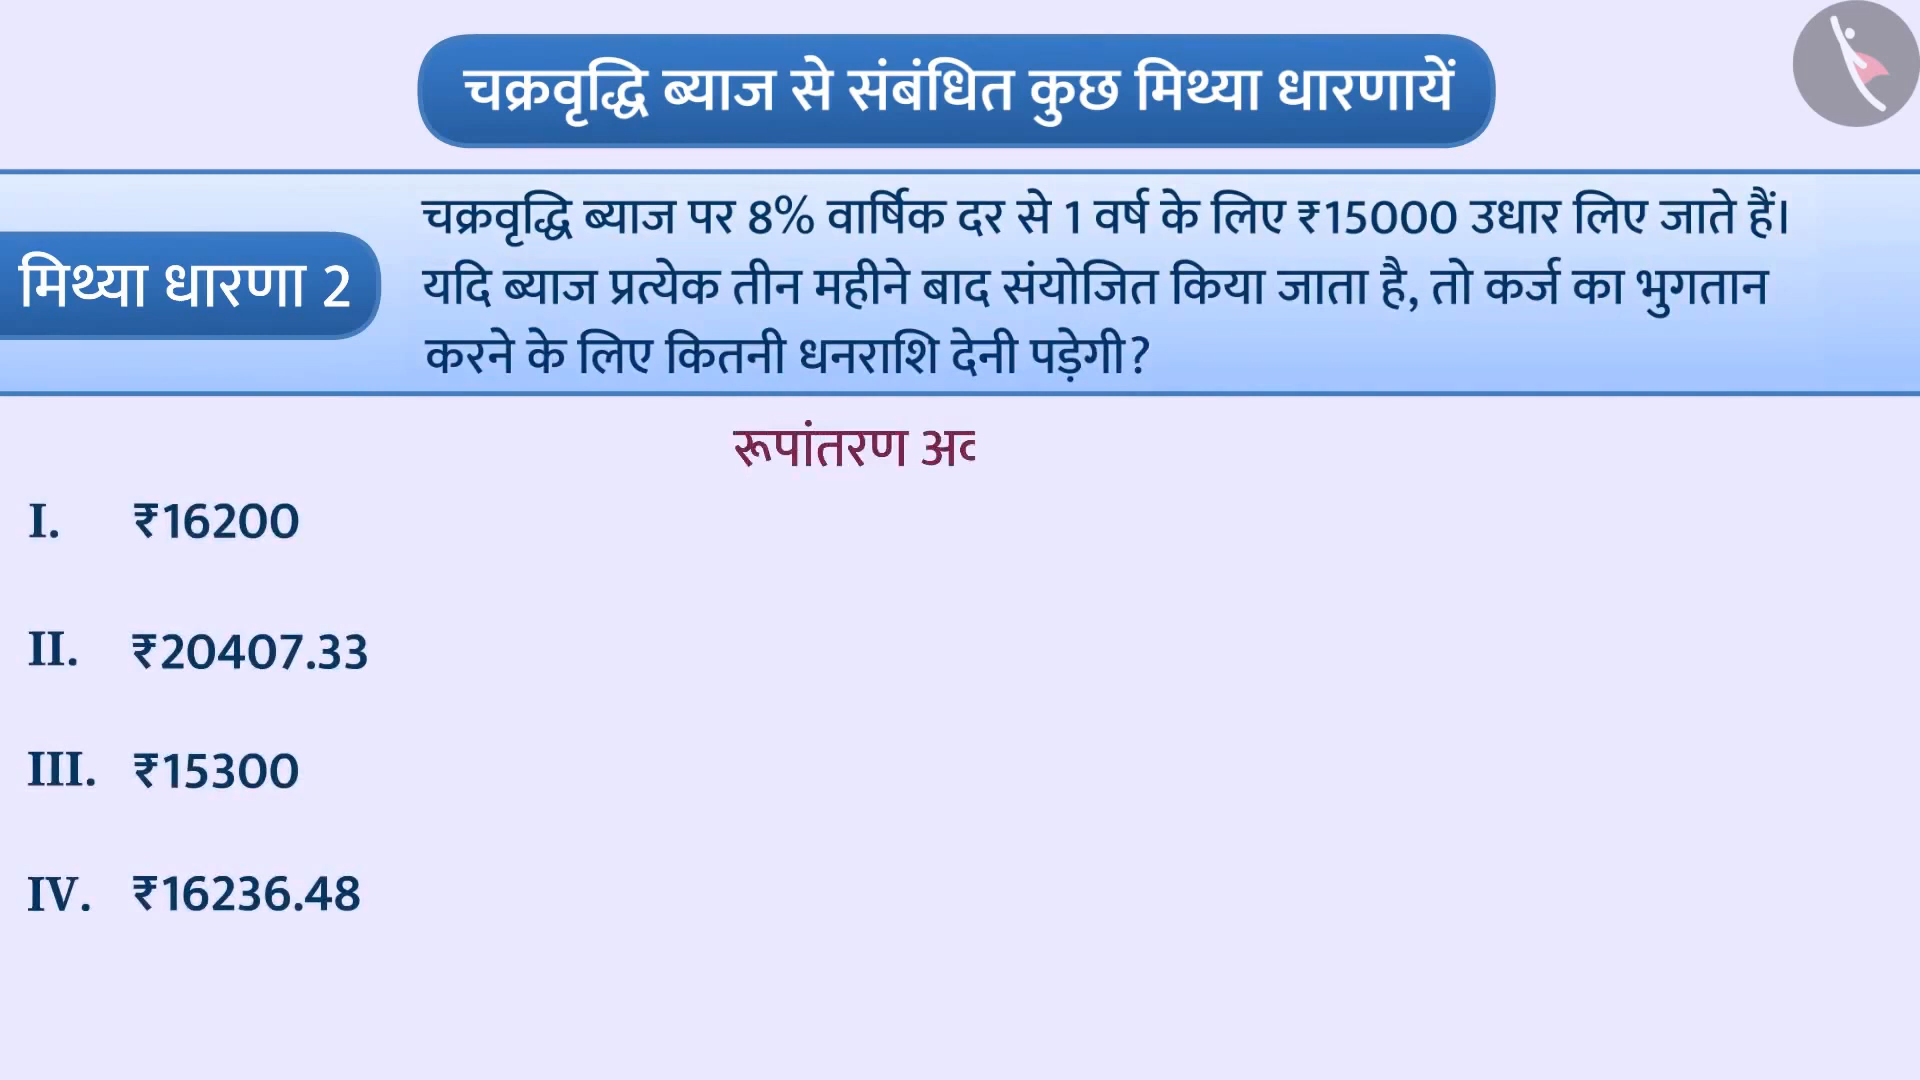 चक्रवृद्धि ब्याज से संबंधित कुछ मिथ्या धारणायें
मिथ्या धारणा 2
चक्रवृद्धि ब्याज पर 8% वार्षिक दर से 1 वर्ष के लिए ₹15000 उधार लिए जाते हैं।
यदि ब्याज प्रत्येक तीन महीने बाद संयोजित किया जाता है, तो कर्ज का भुगतान
करने के लिए कितनी धनराशि देनी पड़ेगी?
रूपांतरण
I. ₹16200
II. ₹20407.33
III. ₹15300
IV. ₹16236.48